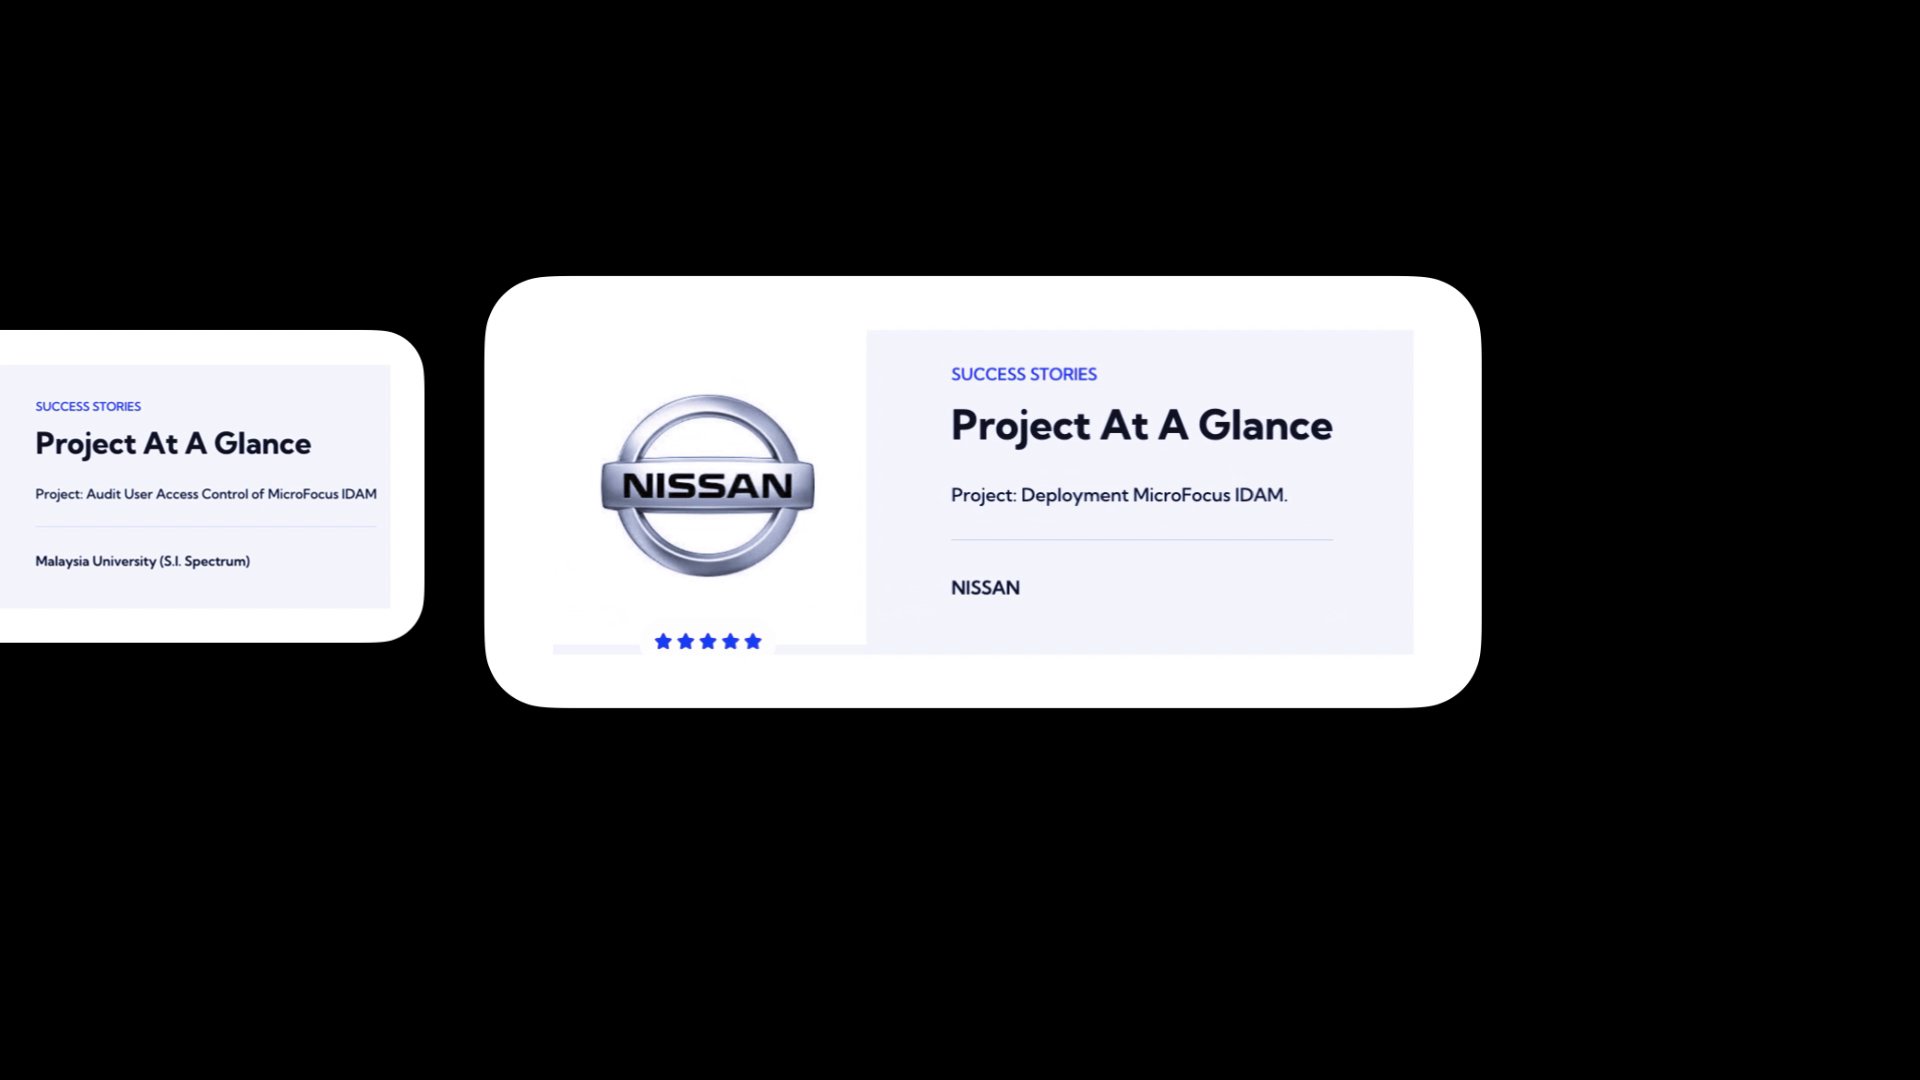 SUCCESS STORIES
Project At A Glance
Project: Audit User Access Control of MicroFocus IDAM
Malaysia University (S.I. Spectrum)
NISSAN
SUCCESS STORIES
Project At A Glance
Project: Deployment MicroFocus IDAM.
NISSAN